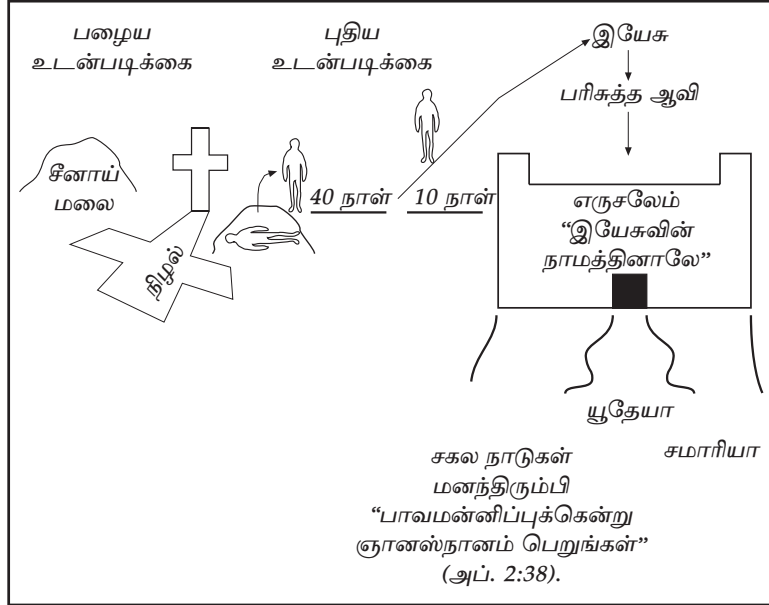 பழைய
உடன்படிக்கை
புதிய
உடன்படிக்கை
இயேசு
பரிசுத்த ஆவி
சீனாய்
மலை
நிழல்
40 நாள்
10 நாள்
எருசலேம்
“இயேசுவின்
நாமத்தினாலே”
யூதேயா
சமாரியா
சகல நாடுகள்
மனந்திரும்பி
“பாவமன்னிப்புக்கென்று
ஞானஸ்நானம் பெறுங்கள்”
(அப். 2:38).